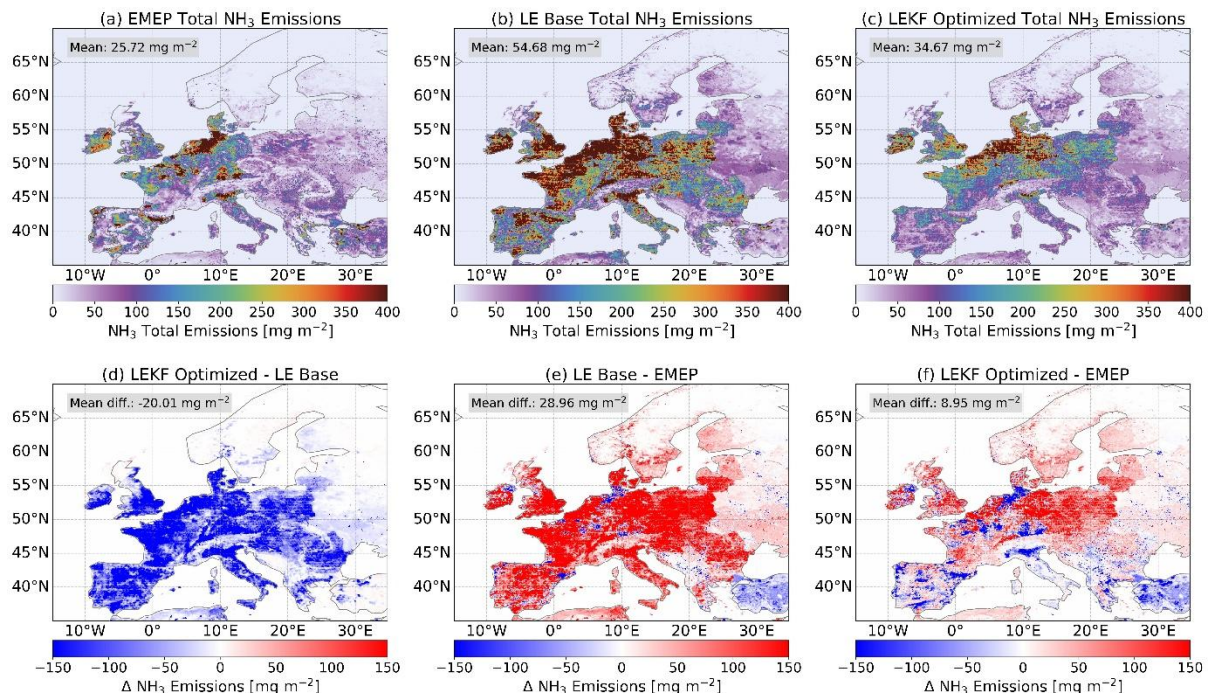 (a) EMEP Total NH₃ Emissions
Mean: 25.72 mg m⁻²
65°N
60°N
55°N
50°N
45°N
40°N
10°W 0° 10°E 20°E 30°E
0 50 100 150 200 250 300 350 400
NH₃ Total Emissions [mg m⁻²]
(b) LE Base Total NH₃ Emissions
Mean: 54.68 mg m⁻²
65°N
60°N
55°N
50°N
45°N
40°N
10°W 0° 10°E 20°E 30°E
0 50 100 150 200 250 300 350 400
NH₃ Total Emissions [mg m⁻²]
(c) LEKF Optimized Total NH₃ Emissions
Mean: 34.67 mg m⁻²
65°N
60°N
55°N
50°N
45°N
40°N
10°W 0° 10°E 20°E 30°E
0 50 100 150 200 250 300 350 400
NH₃ Total Emissions [mg m⁻²]
(d) LEKF Optimized - LE Base
Mean diff.: -20.01 mg m⁻²
65°N
60°N
55°N
50°N
45°N
40°N
10°W 0° 10°E 20°E 30°E
−150 −100 −50 0 50 100 150
Δ NH₃ Emissions [mg m⁻²]
(e) LE Base - EMEP
Mean diff.: 28.96 mg m⁻²
65°N
60°N
55°N
50°N
45°N
40°N
10°W 0° 10°E 20°E 30°E
−150 −100 −50 0 50 100 150
Δ NH₃ Emissions [mg m⁻²]
(f) LEKF Optimized - EMEP
Mean diff.: 8.95 mg m⁻²
65°N
60°N
55°N
50°N
45°N
40°N
10°W 0° 10°E 20°E 30°E
−150 −100 −50 0 50 100 150
Δ NH₃ Emissions [mg m⁻²]